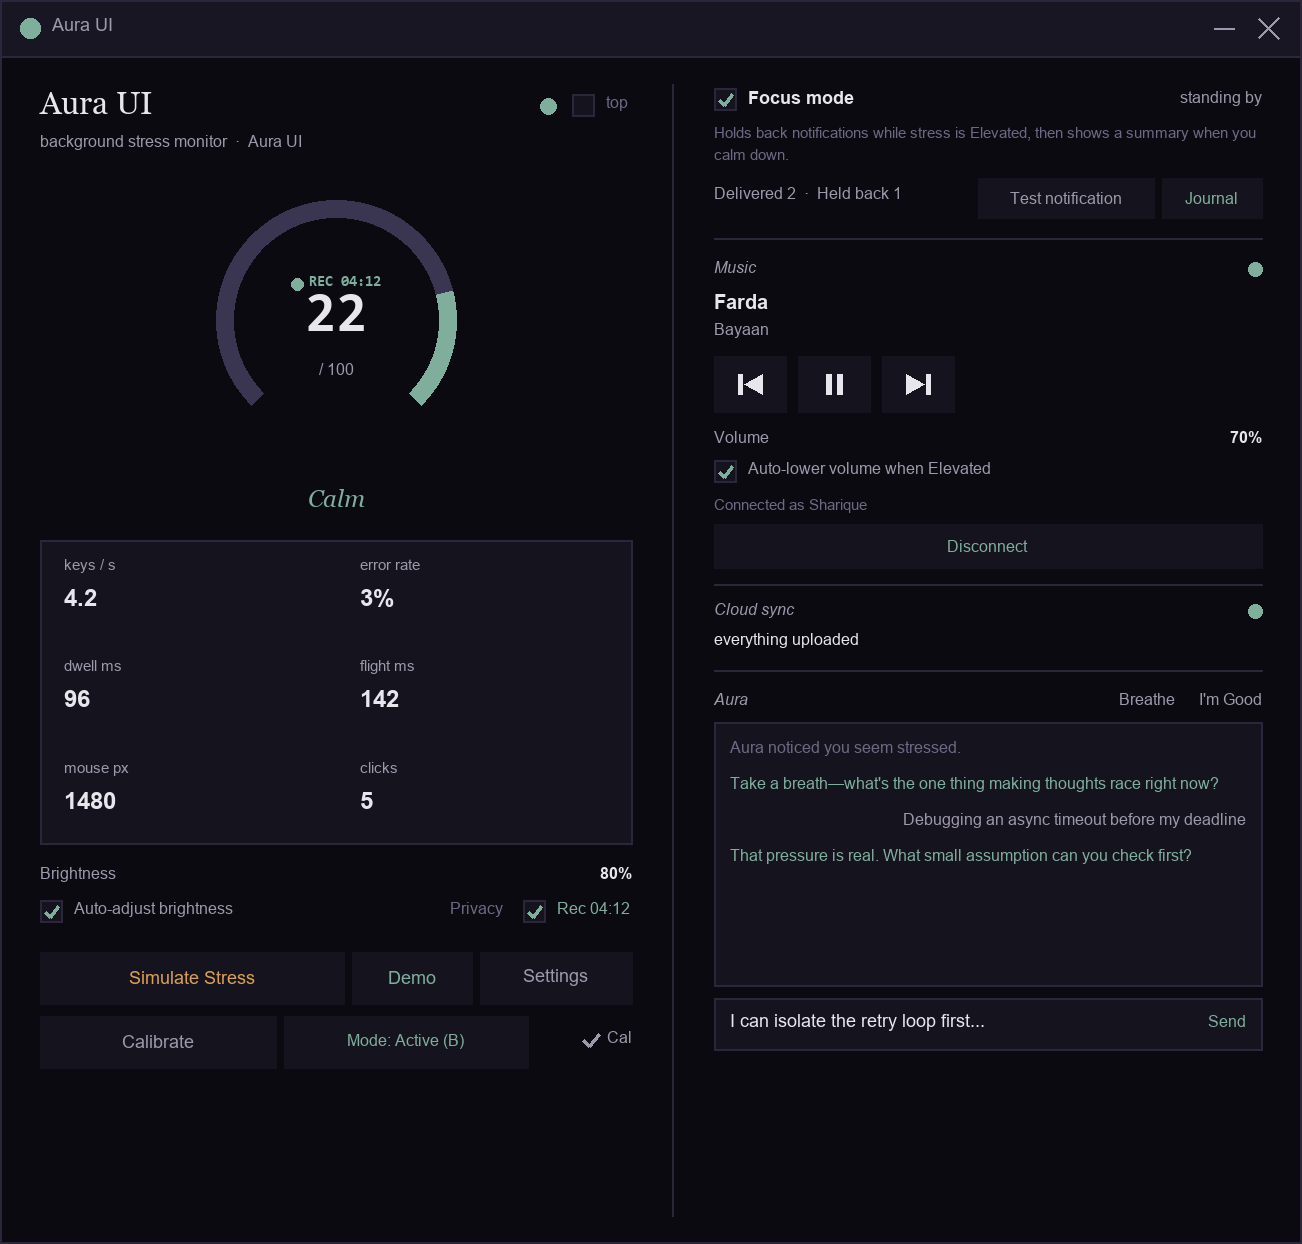 Aura UI
Aura UI
top
background stress monitor · Aura UI
REC 04:12
22
/ 100
Calm
keys / s
error rate
4.2
3%
dwell ms
flight ms
96
142
mouse px
clicks
1480
5
Brightness
80%
Auto-adjust brightness
Privacy
Rec 04:12
Simulate Stress
Demo
Settings
Calibrate
Mode: Active (B)
Cal
Focus mode
standing by
Holds back notifications while stress is Elevated, then shows a summary when you
calm down.
Delivered 2 · Held back 1
Test notification
Journal
Music
Farda
Bayaan
Volume
70%
Auto-lower volume when Elevated
Connected as Sharique
Disconnect
Cloud sync
everything uploaded
Aura
Breathe
I'm Good
Aura noticed you seem stressed.
Take a breath—what's the one thing making thoughts race right now?
Debugging an async timeout before my deadline
That pressure is real. What small assumption can you check first?
I can isolate the retry loop first...
Send